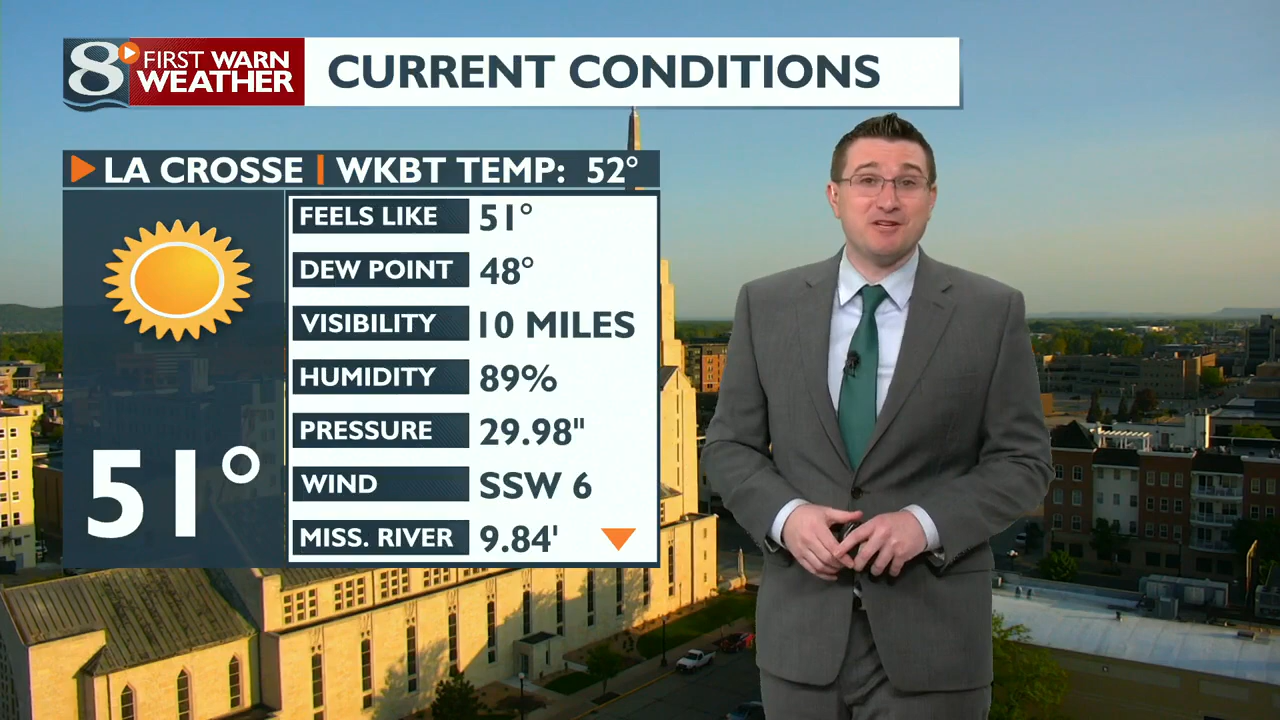 8 FIRST WARN
WEATHER
CURRENT CONDITIONS
LA CROSSE | WKBT TEMP: 52°
FEELS LIKE 51°
DEW POINT 48°
VISIBILITY 10 MILES
HUMIDITY 89%
PRESSURE 29.98"
WIND SSW 6
MISS. RIVER 9.84'
51°